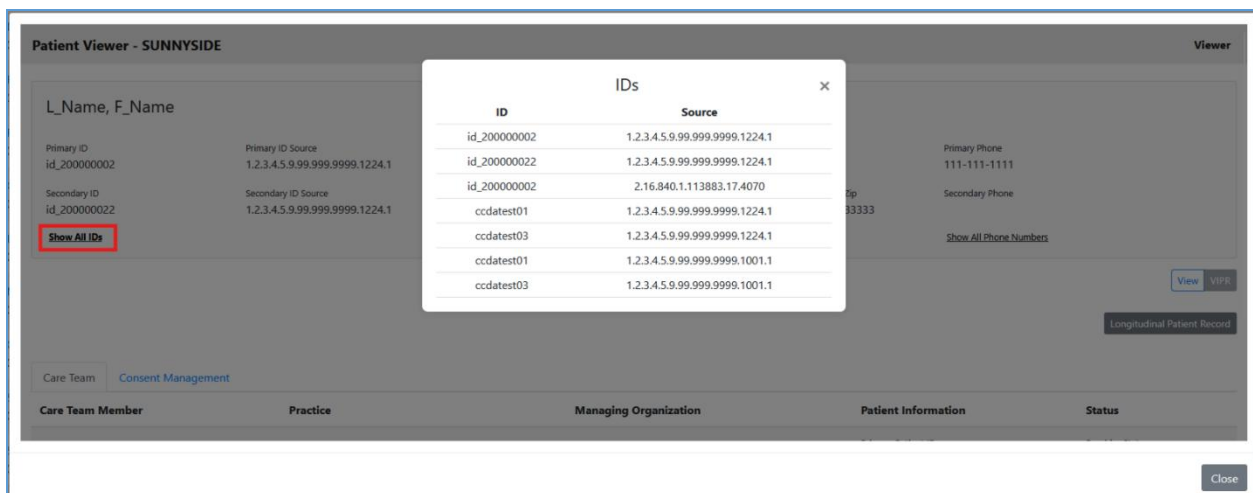 Patient Viewer - SUNNYSIDE Viewer
IDs ×
L_Name, F_Name
ID Source
id_200000002 1.2.3.4.5.9.99.999.9999.1224.1
id_200000022 1.2.3.4.5.9.99.999.9999.1224.1
id_200000002 2.16.840.1.113883.17.4070
ccdatest01 1.2.3.4.5.9.99.999.9999.1224.1
ccdatest03 1.2.3.4.5.9.99.999.9999.1224.1
ccdatest01 1.2.3.4.5.9.99.999.9999.1001.1
ccdatest03 1.2.3.4.5.9.99.999.9999.1001.1
Primary ID Primary ID Source Primary Phone
id_200000002 1.2.3.4.5.9.99.999.9999.1224.1 111-111-1111
Secondary ID Secondary ID Source Zip Secondary Phone
id_200000022 1.2.3.4.5.9.99.999.9999.1224.1 33333
Show All IDs Show All Phone Numbers
View VIPR
Longitudinal Patient Record
Care Team Consent Management
Care Team Member Practice Managing Organization Patient Information Status
Close